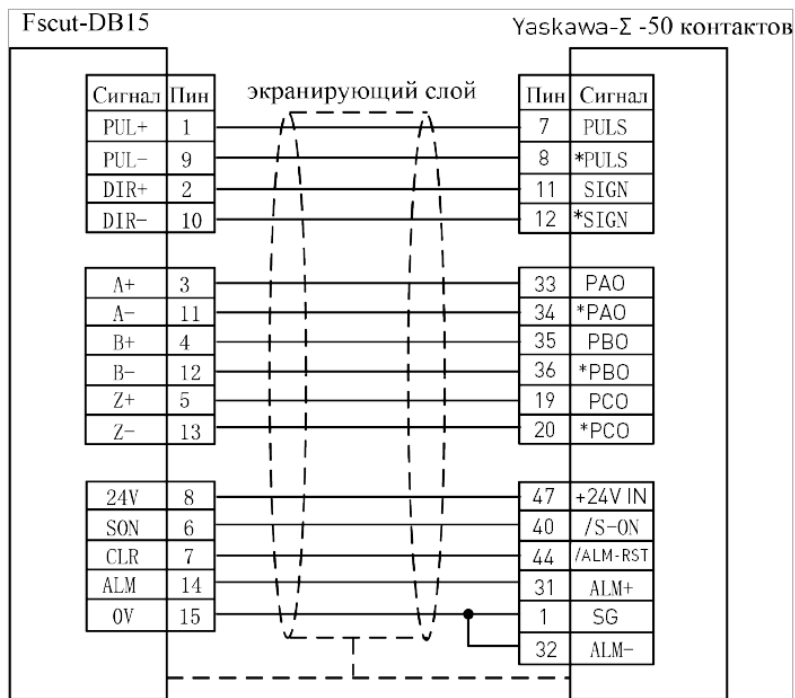 Fscut-DB15
Yaskawa-Σ -50 контактов
экранирующий слой
Сигнал Пин Пин Сигнал
PUL+ 1 7 PULS
PUL- 9 8 *PULS
DIR+ 2 11 SIGN
DIR- 10 12 *SIGN
A+ 3 33 PAO
A- 11 34 *PAO
B+ 4 35 PBO
B- 12 36 *PBO
Z+ 5 19 PCO
Z- 13 20 *PCO
24V 8 47 +24V IN
SON 6 40 /S-ON
CLR 7 44 /ALM-RST
ALM 14 31 ALM+
0V 15 1 SG
32 ALM-